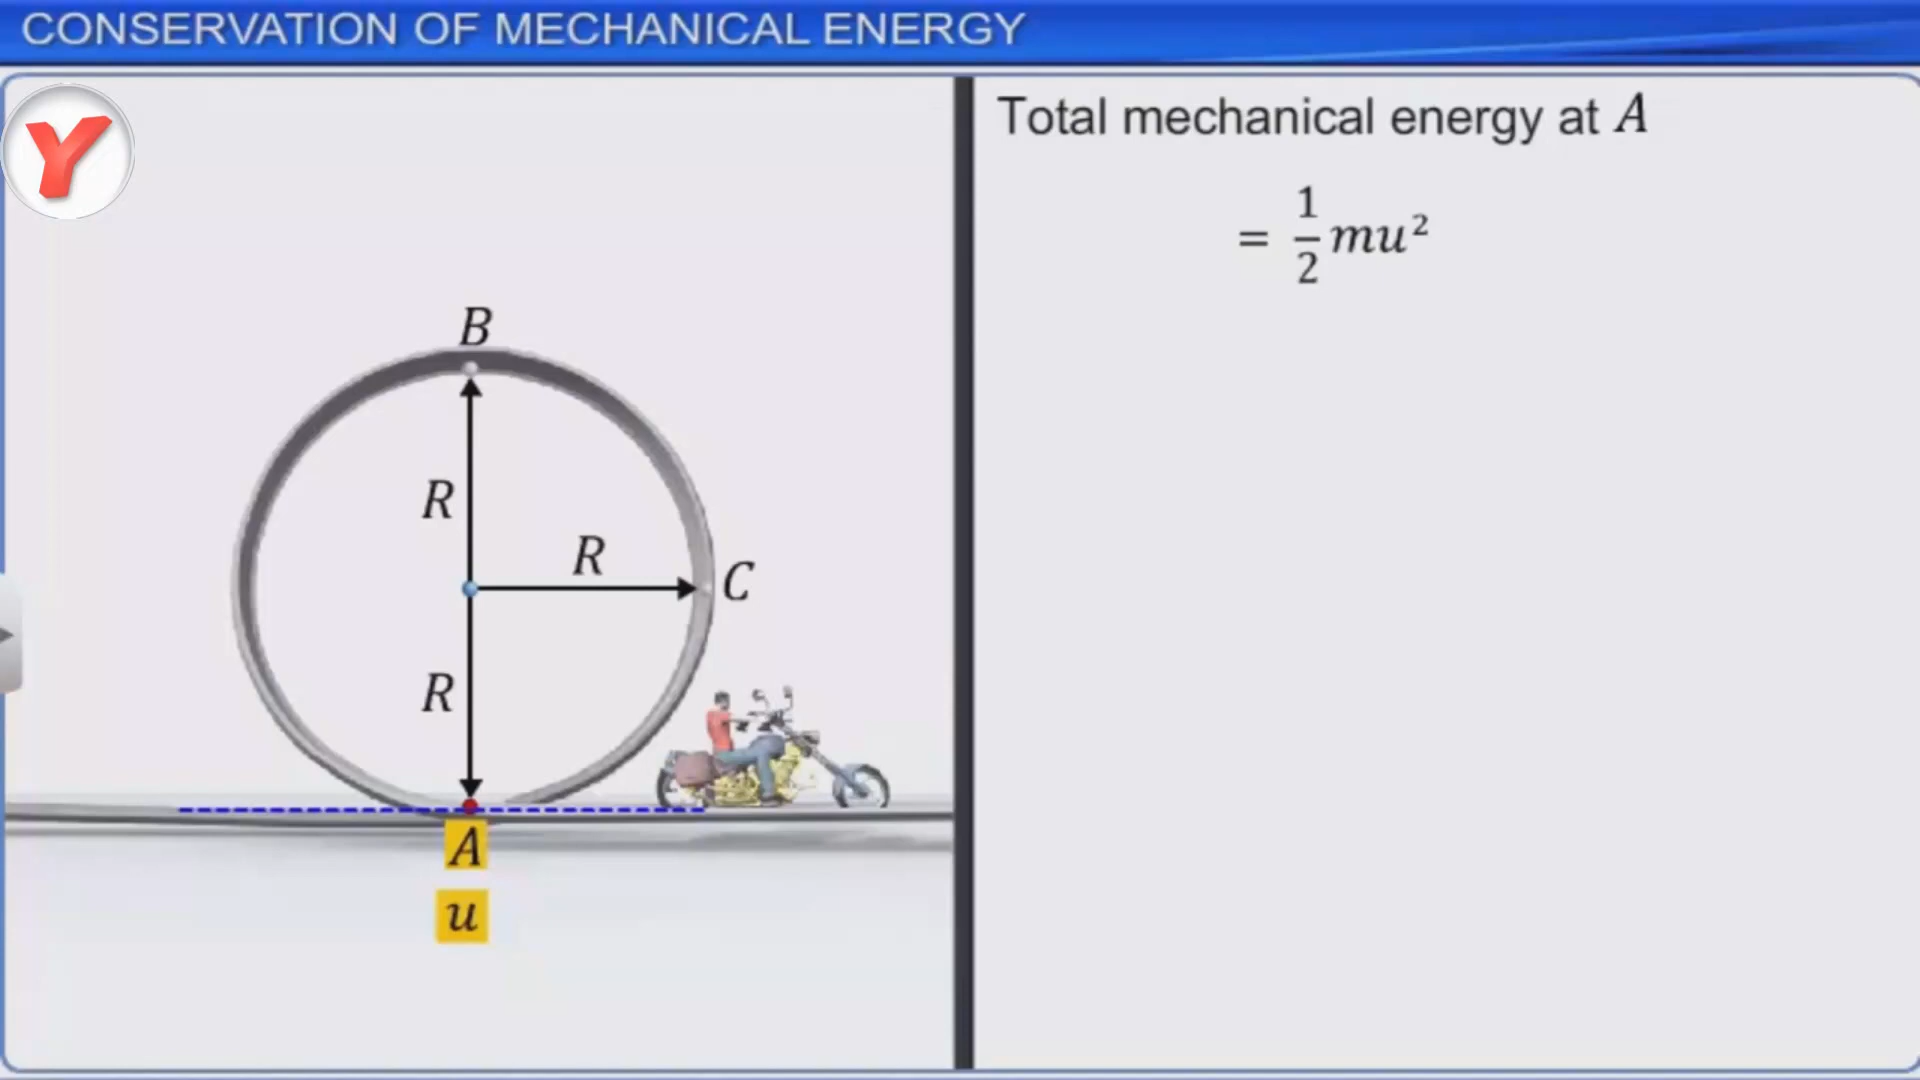 CONSERVATION OF MECHANICAL ENERGY
Y
Total mechanical energy at A
= 1/2 mu²
B
R
R
C
R
A
u